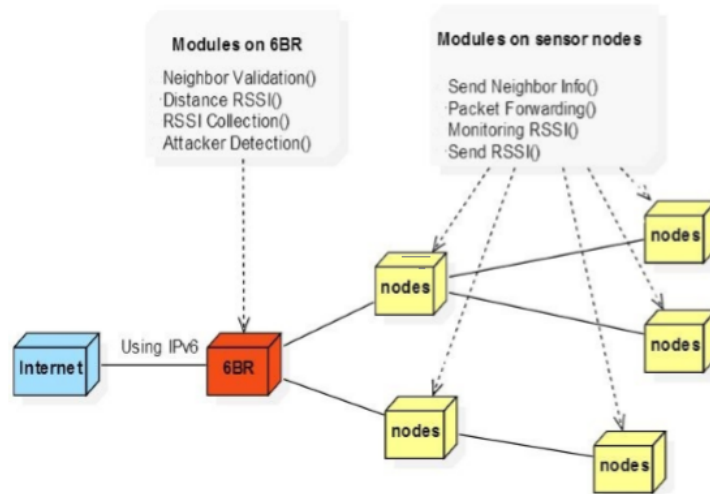 Modules on 6BR
Neighbor Validation()
Distance RSSI()
RSSI Collection()
Attacker Detection()
Modules on sensor nodes
Send Neighbor Info()
Packet Forwarding()
Monitoring RSSI()
Send RSSI()
nodes
nodes
nodes
Using IPv6
Internet
6BR
nodes
nodes